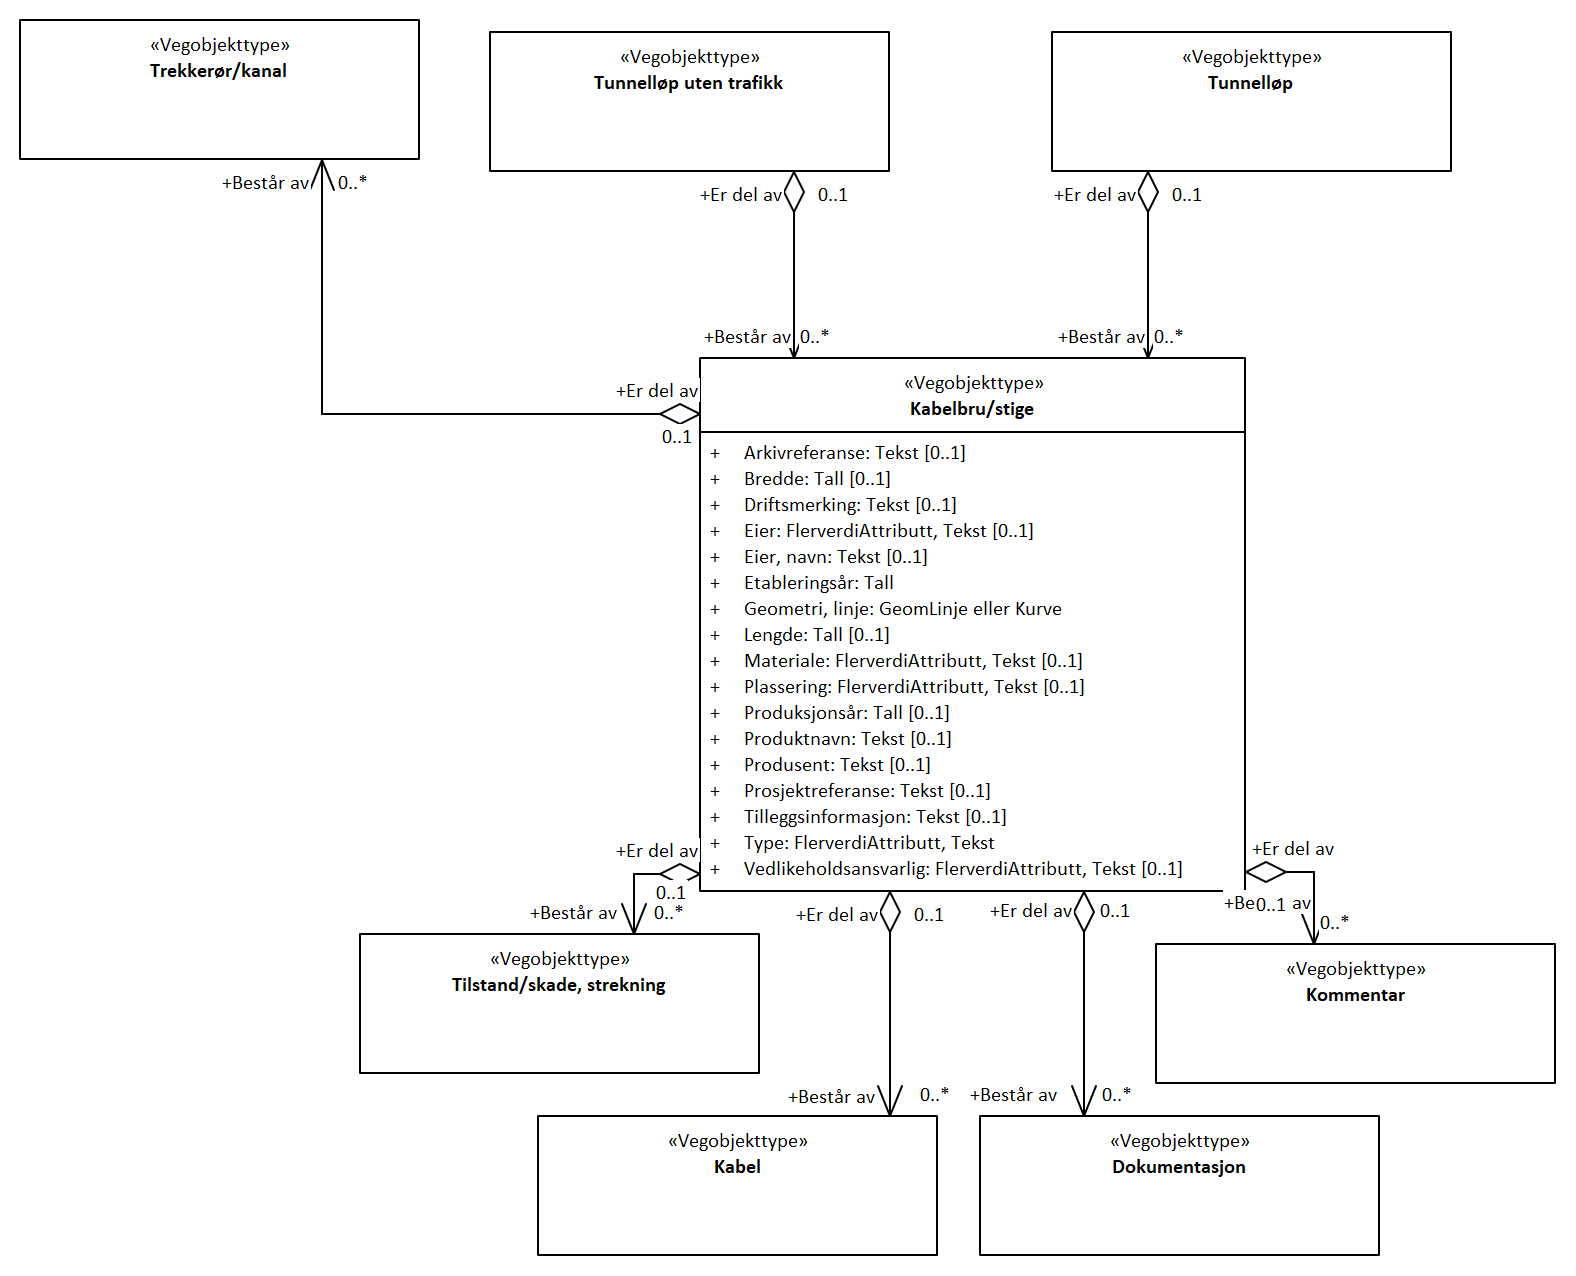 «Vegobjekttype»
Trekkerør/kanal
«Vegobjekttype»
Tunnelløp uten trafikk
«Vegobjekttype»
Tunnelløp
+Består av
0..*
+Er del av
0..1
+Er del av
0..1
+Består av
0..*
+Består av
0..*
+Er del av
0..1
«Vegobjekttype»
Kabelbru/stige
+ Arkivreferanse: Tekst [0..1]
+ Bredde: Tall [0..1]
+ Driftsmerking: Tekst [0..1]
+ Eier: FlerverdiAttributt, Tekst [0..1]
+ Eier, navn: Tekst [0..1]
+ Etableringsår: Tall
+ Geometri, linje: GeomLinje eller Kurve
+ Lengde: Tall [0..1]
+ Materiale: FlerverdiAttributt, Tekst [0..1]
+ Plassering: FlerverdiAttributt, Tekst [0..1]
+ Produksjonsår: Tall [0..1]
+ Produktnavn: Tekst [0..1]
+ Produsent: Tekst [0..1]
+ Prosjektreferanse: Tekst [0..1]
+ Tilleggsinformasjon: Tekst [0..1]
+ Type: FlerverdiAttributt, Tekst
+ Vedlikeholdsansvarlig: FlerverdiAttributt, Tekst [0..1]
+Er del av
0..1
+Består av
0..*
+Er del av
0..1
+Er del av
0..1
+Er del av
+Be0..1 av
0..*
«Vegobjekttype»
Tilstand/skade, strekning
«Vegobjekttype»
Kommentar
+Består av
0..*
+Består av
0..*
«Vegobjekttype»
Kabel
«Vegobjekttype»
Dokumentasjon